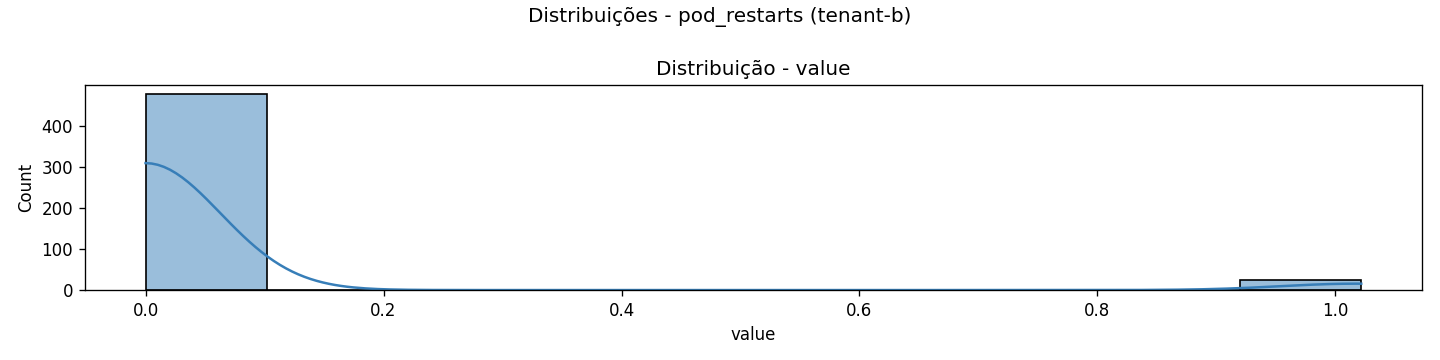 Distribuições - pod_restarts (tenant-b)
Distribuição - value
400
300
200
100
0
Count
0.0 0.2 0.4 0.6 0.8 1.0
value